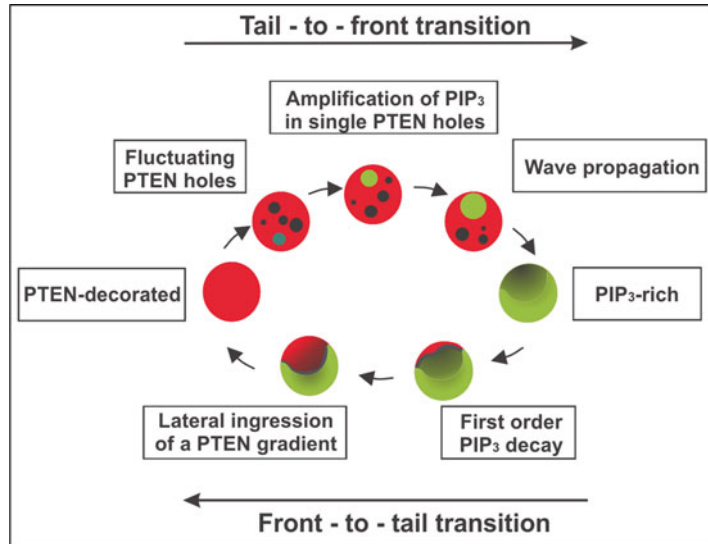 Tail - to - front transition
Amplification of PIP₃
in single PTEN holes
Fluctuating
PTEN holes
Wave propagation
PTEN-decorated
PIP₃-rich
Lateral ingression
of a PTEN gradient
First order
PIP₃ decay
Front - to - tail transition